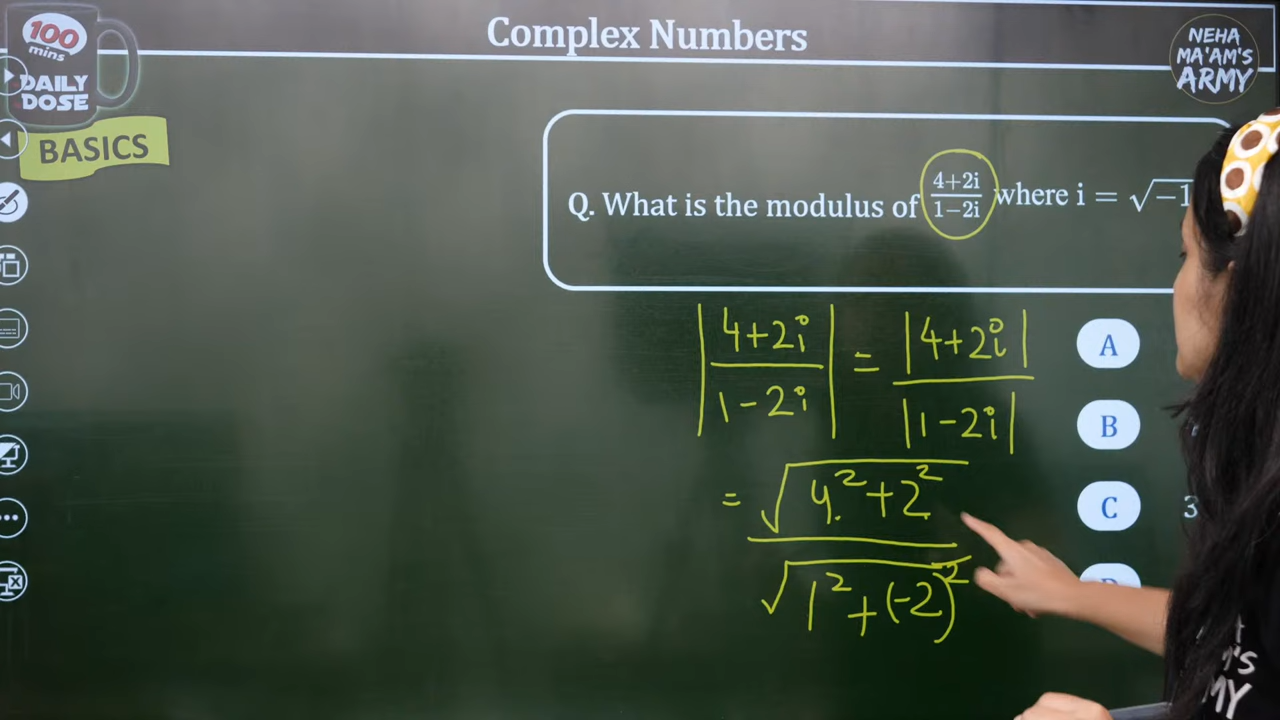 Complex Numbers
100
mins
DAILY
DOSE
BASICS
NEHA
MA'AM'S
ARMY
Q. What is the modulus of (4+2i)/(1−2i) where i = √−1
|4+2i / 1-2i| = |4+2i| / |1-2i|
= √(4² + 2²) / √(1² + (-2)²)
A
B
C 3